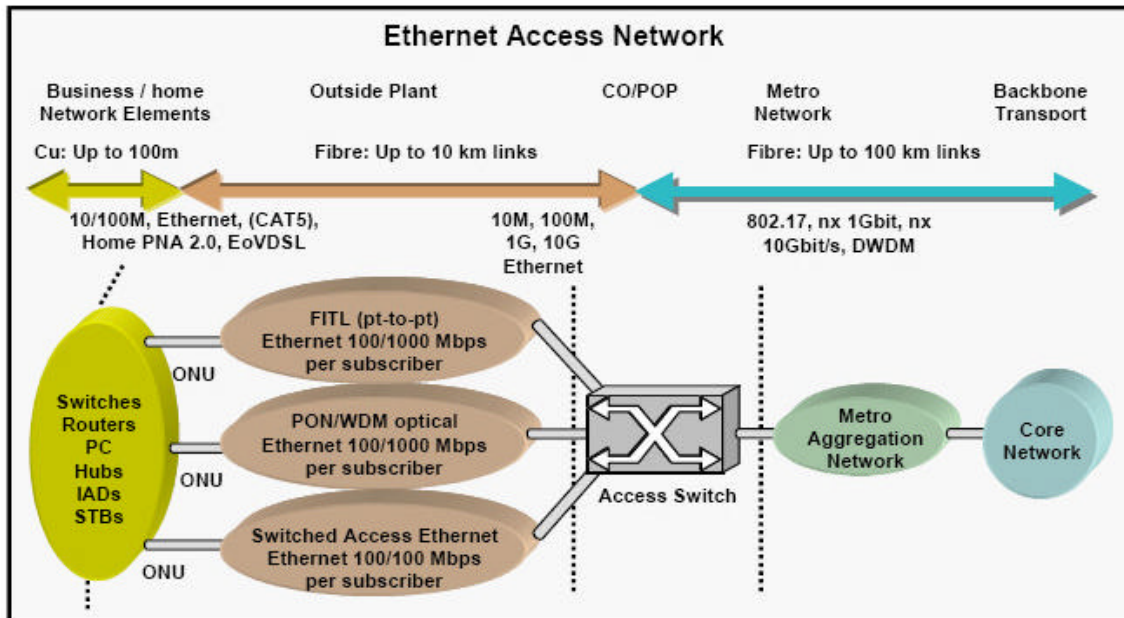 Ethernet Access Network
Business / home
Network Elements
Outside Plant
CO/POP
Metro
Network
Backbone
Transport
Cu: Up to 100m
Fibre: Up to 10 km links
Fibre: Up to 100 km links
10/100M, Ethernet, (CAT5),
Home PNA 2.0, EoVDSL
10M, 100M,
1G, 10G
Ethernet
802.17, nx 1Gbit, nx
10Gbit/s, DWDM
Switches
Routers
PC
Hubs
IADs
STBs
ONU
FITL (pt-to-pt)
Ethernet 100/1000 Mbps
per subscriber
ONU
PON/WDM optical
Ethernet 100/1000 Mbps
per subscriber
ONU
Switched Access Ethernet
Ethernet 100/100 Mbps
per subscriber
Access Switch
Metro
Aggregation
Network
Core
Network